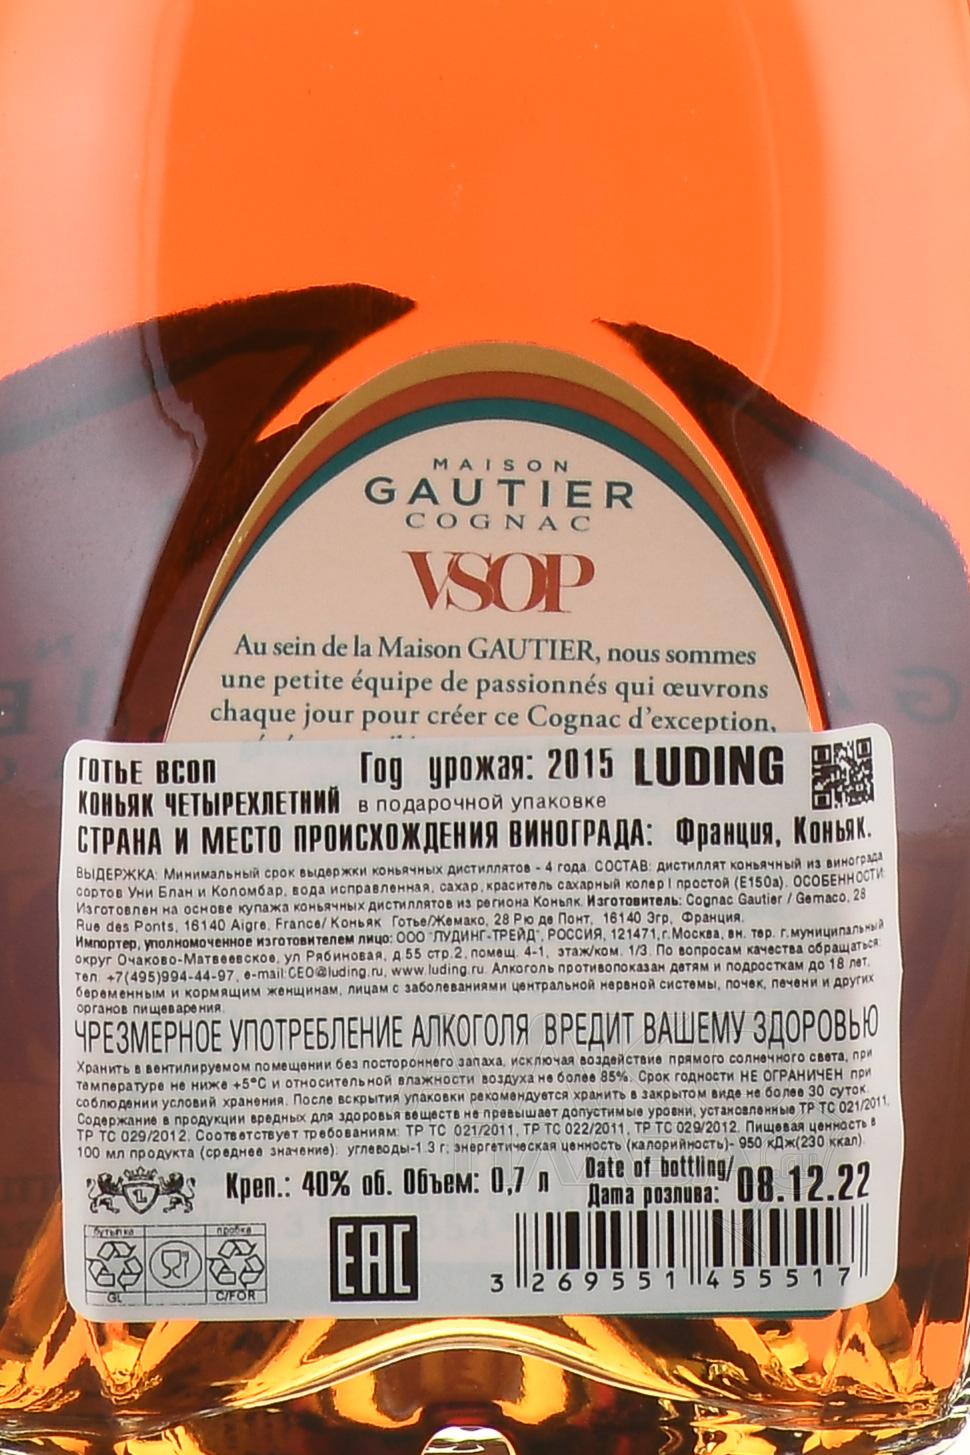 MAISON
GAUTIER
COGNAC
VSOP
Au sein de la Maison GAUTIER, nous sommes
une petite équipe de passionnés qui œuvrons
chaque jour pour créer ce Cognac d'exception,
ГОТЬЕ ВСОП
Год урожая: 2015 LUDING
КОНЬЯК ЧЕТЫРЕХЛЕТНИЙ в подарочной упаковке
СТРАНА И МЕСТО ПРОИСХОЖДЕНИЯ ВИНОГРАДА: Франция, Коньяк.
ВЫДЕРЖКА: Минимальный срок выдержки коньячных дистиллятов - 4 года. СОСТАВ: дистиллят коньячный из винограда
сортов Уни Блан и Коломбар, вода исправленная, сахар, краситель сахарный колер I простой (Е150а). ОСОБЕННОСТИ:
Изготовлен на основе купажа коньячных дистиллятов из региона Коньяк. Изготовитель: Cognac Gautier / Gemaco, 28
Rue des Ponts, 16140 Aigre, France/ Коньяк Готье/Жемако, 28 Рю де Понт, 16140 Эгр, Франция.
Импортер, уполномоченное изготовителем лицо: ООО "ЛУДИНГ-ТРЕЙД", РОССИЯ, 121471, г.Москва, вн. тер. г.муниципальный
округ Очаково-Матвеевское, ул Рябиновая, д.55 стр.2, помещ. 4-1, этаж/ком. 1/3. По вопросам качества обращаться:
тел. +7(495)994-44-97, e-mail:CEO@luding.ru, www.luding.ru. Алкоголь противопоказан детям и подросткам до 18 лет,
беременным и кормящим женщинам, лицам с заболеваниями центральной нервной системы, почек, печени и других
органов пищеварения.
ЧРЕЗМЕРНОЕ УПОТРЕБЛЕНИЕ АЛКОГОЛЯ ВРЕДИТ ВАШЕМУ ЗДОРОВЬЮ
Хранить в вентилируемом помещении без постороннего запаха, исключая воздействие прямого солнечного света, при
температуре не ниже +5°С и относительной влажности воздуха не более 85%. Срок годности НЕ ОГРАНИЧЕН при
соблюдении условий хранения. После вскрытия упаковки рекомендуется хранить в закрытом виде не более 30 суток.
Содержание в продукции вредных для здоровья веществ не превышает допустимые уровни, установленные ТР ТС 021/2011,
ТР ТС 029/2012. Соответствует требованиям: ТР ТС 021/2011, ТР ТС 022/2011, ТР ТС 029/2012. Пищевая ценность в
100 мл продукта (среднее значение): углеводы-1.3 г; энергетическая ценность (калорийность)- 950 кДж(230 ккал).
Креп.: 40% об. Объем: 0,7 л
Date of bottling/
Дата розлива: 08.12.22
бутылка пробка
GL C/FOR
EAC
3 269551 455517